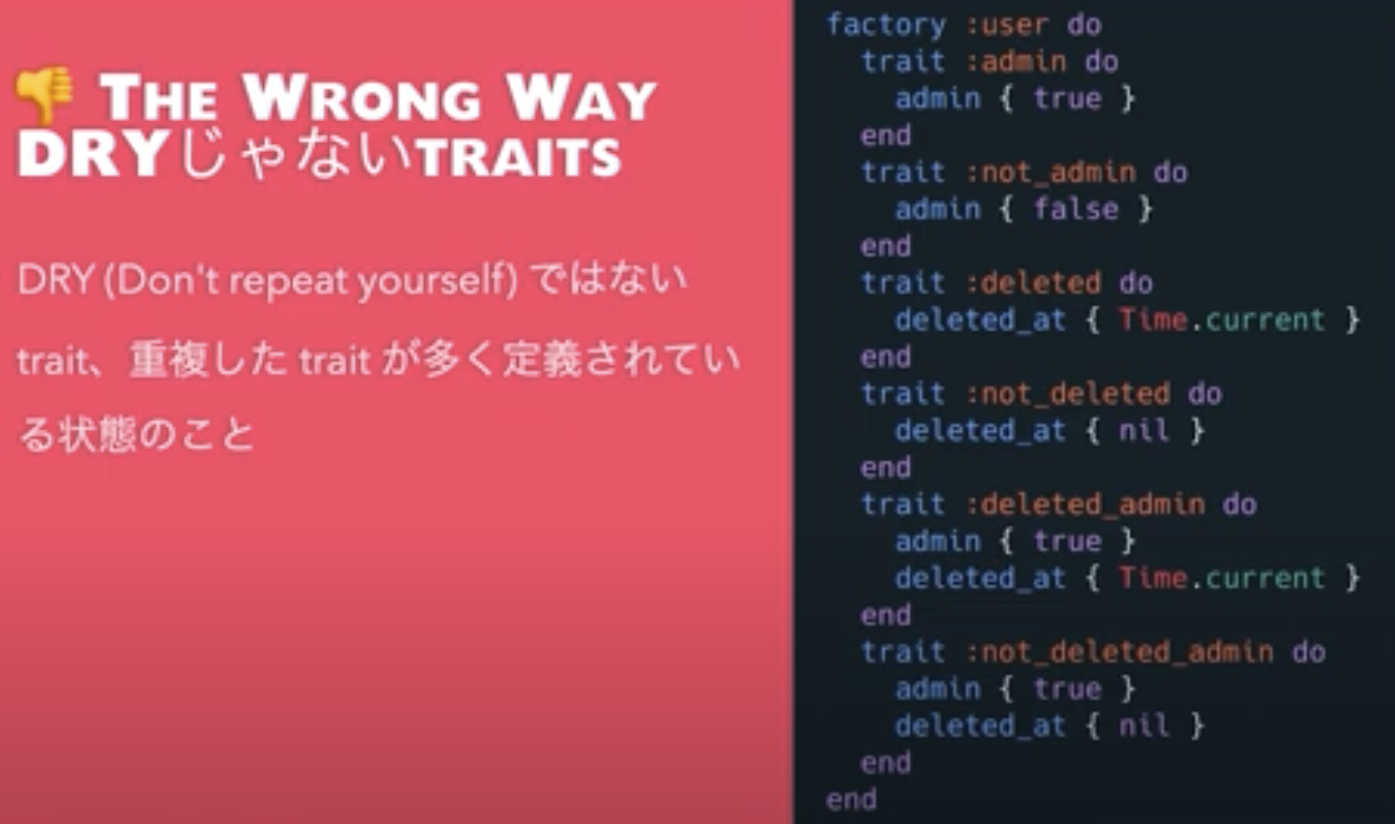 👎 THE WRONG WAY
DRYじゃないTRAITS
DRY (Don't repeat yourself) ではない
trait、重複した trait が多く定義されてい
る状態のこと
factory :user do
  trait :admin do
    admin { true }
  end
  trait :not_admin do
    admin { false }
  end
  trait :deleted do
    deleted_at { Time.current }
  end
  trait :not_deleted do
    deleted_at { nil }
  end
  trait :deleted_admin do
    admin { true }
    deleted_at { Time.current }
  end
  trait :not_deleted_admin do
    admin { true }
    deleted_at { nil }
  end
end